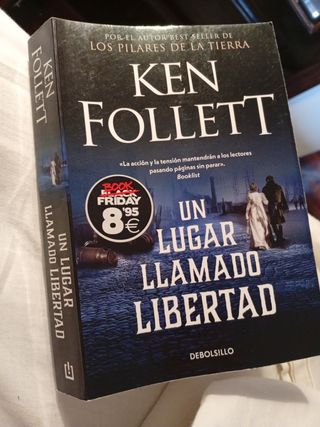 POR EL AUTOR BEST SELLER DE
LOS PILARES DE LA TIERRA
KEN
FOLLETT
«La acción y la tensión mantendrán a los lectores
pasando páginas sin parar».
Booklist
BOOK
BLACK
FRIDAY
8'95
€
UN
LUGAR
LLAMADO
LIBERTAD
DEBOLSILLO
KEN
FOLLETT
UN LUGAR
LLAMADO LIBERTAD